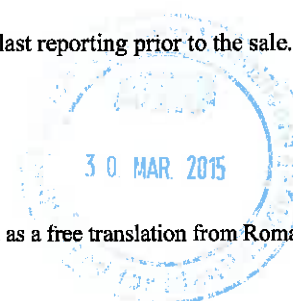 last reporting prior to the sale.
3 0. MAR. 2015
as a free translation from Roma